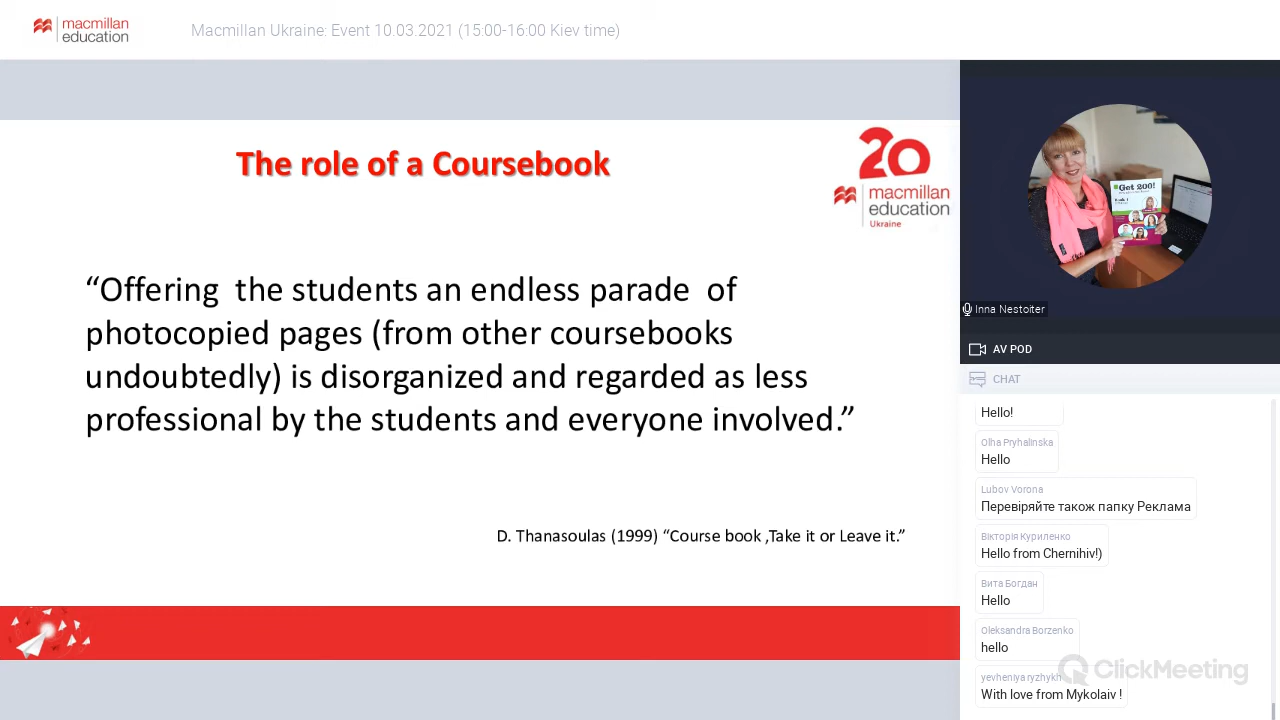 macmillan
education
Macmillan Ukraine: Event 10.03.2021 (15:00-16:00 Kiev time)
The role of a Coursebook
20
macmillan
education
Ukraine
“Offering the students an endless parade of
photocopied pages (from other coursebooks
undoubtedly) is disorganized and regarded as less
professional by the students and everyone involved.”
D. Thanasoulas (1999) “Course book ,Take it or Leave it.”
Get 200!
Inna Nestoiter
AV POD
CHAT
Hello!
Olha Pryhalinska
Hello
Lubov Vorona
Перевіряйте також папку Реклама
Вікторія Куриленко
Hello from Chernihiv!)
Вита Богдан
Hello
Oleksandra Borzenko
hello
yevheniya ryzhykh
With love from Mykolaiv !
ClickMeeting